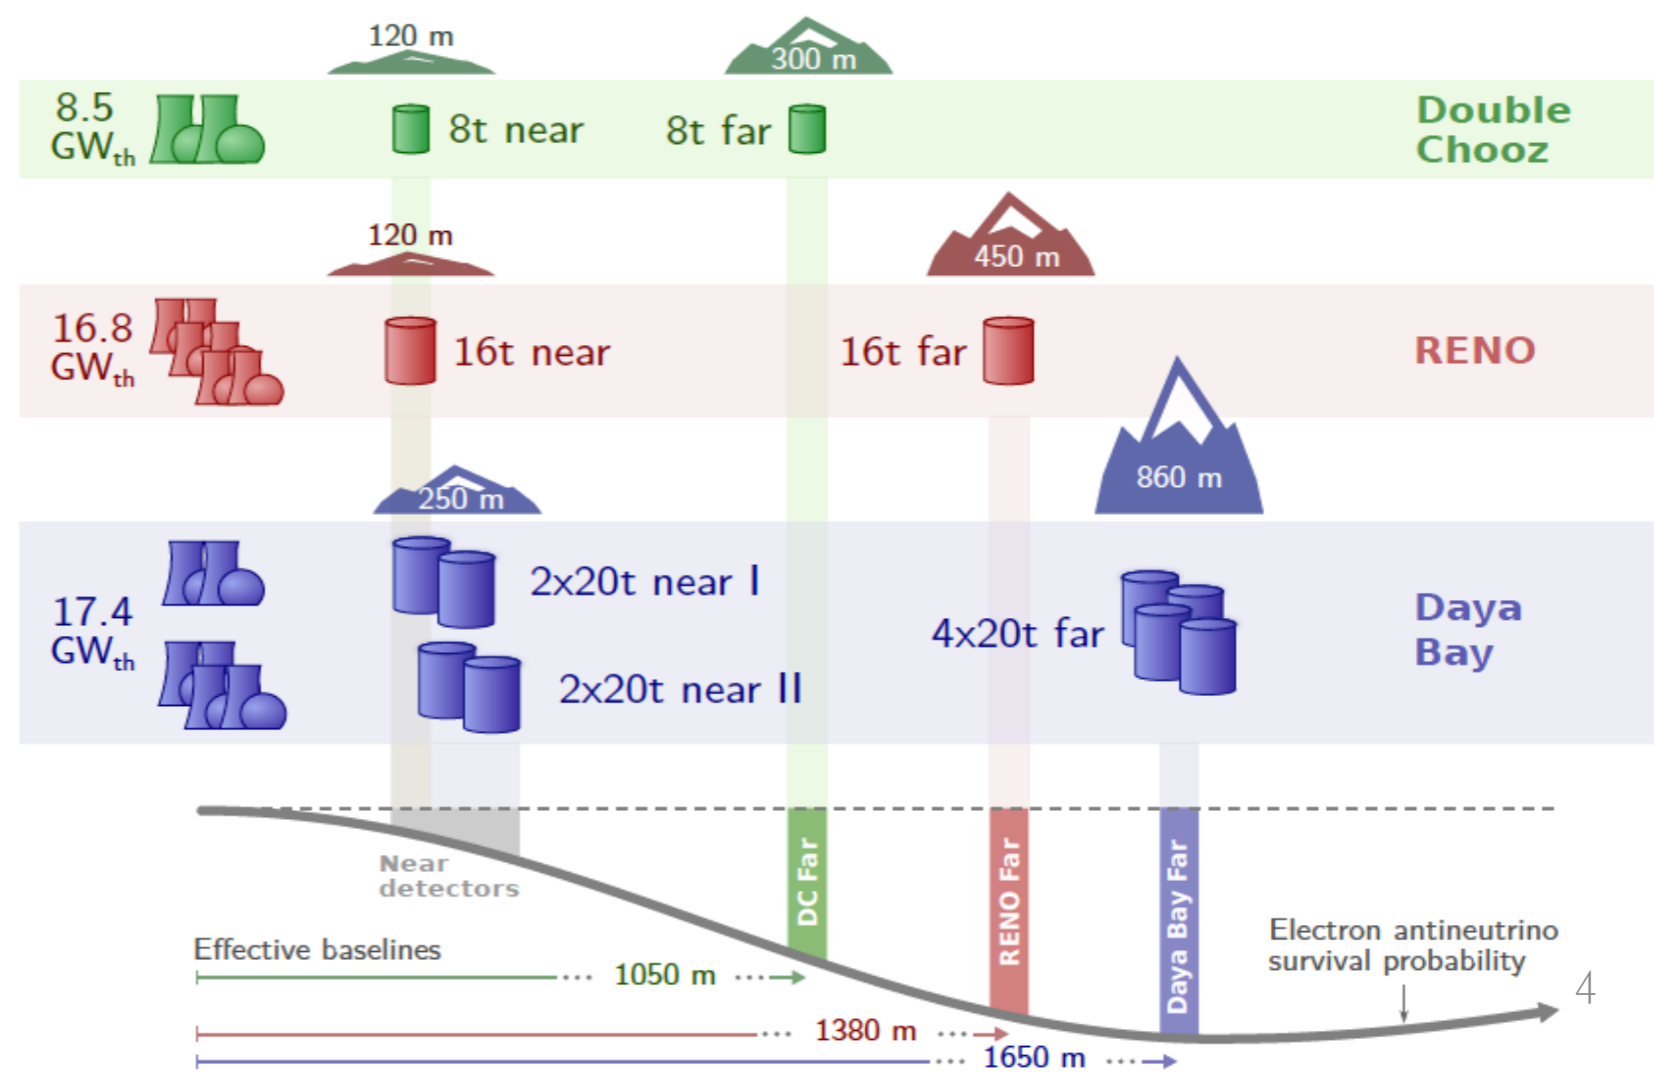 120 m
300 m
8.5
GWth
8t near
8t far
Double
Chooz
120 m
450 m
16.8
GWth
16t near
16t far
RENO
250 m
860 m
17.4
GWth
2x20t near I
2x20t near II
4x20t far
Daya
Bay
Near
detectors
DC Far
RENO Far
Daya Bay Far
Electron antineutrino
survival probability
Effective baselines
1050 m
1380 m
1650 m
4